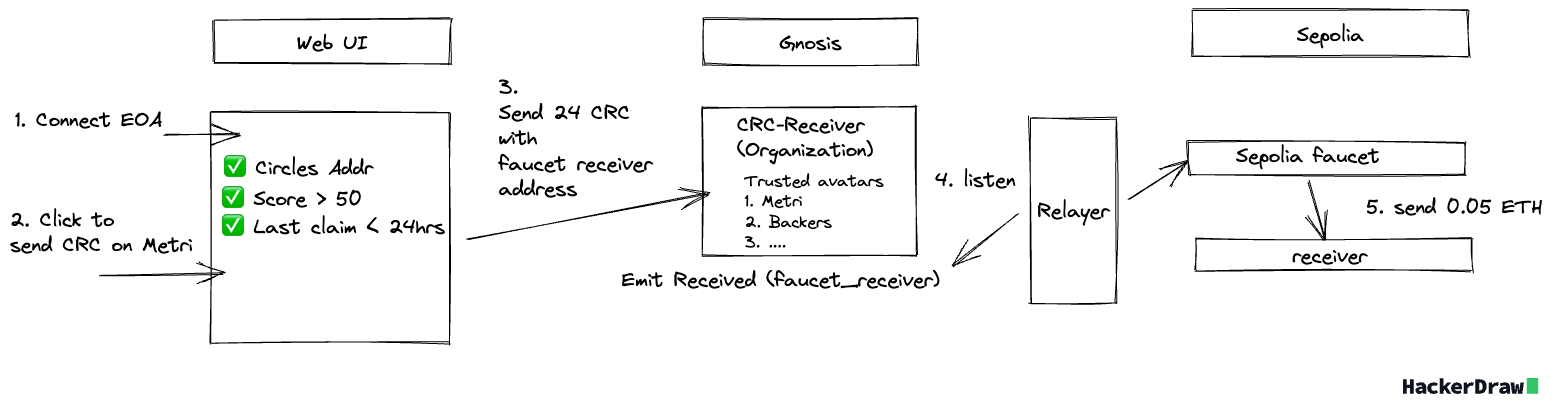 Web UI
Gnosis
Sepolia
1. Connect EOA
Circles Addr
Score > 50
Last claim < 24hrs
2. Click to
send CRC on Metri
3.
Send 24 CRC
with
faucet receiver
address
CRC-Receiver
(Organization)
Trusted avatars
1. Metri
2. Backers
3. ....
Emit Received (faucet_receiver)
4. listen
Relayer
Sepolia faucet
5. send 0.05 ETH
receiver
HackerDraw